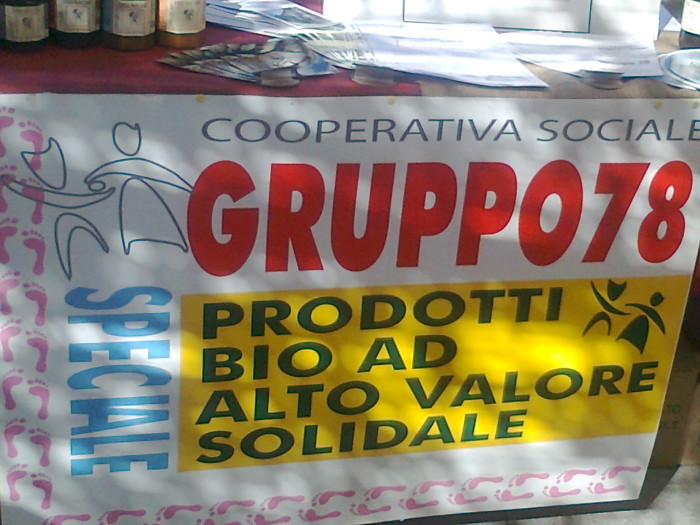 COOPERATIVA SOCIALE
GRUPPO78
SPECIALE
PRODOTTI
BIO AD
ALTO VALORE
SOLIDALE